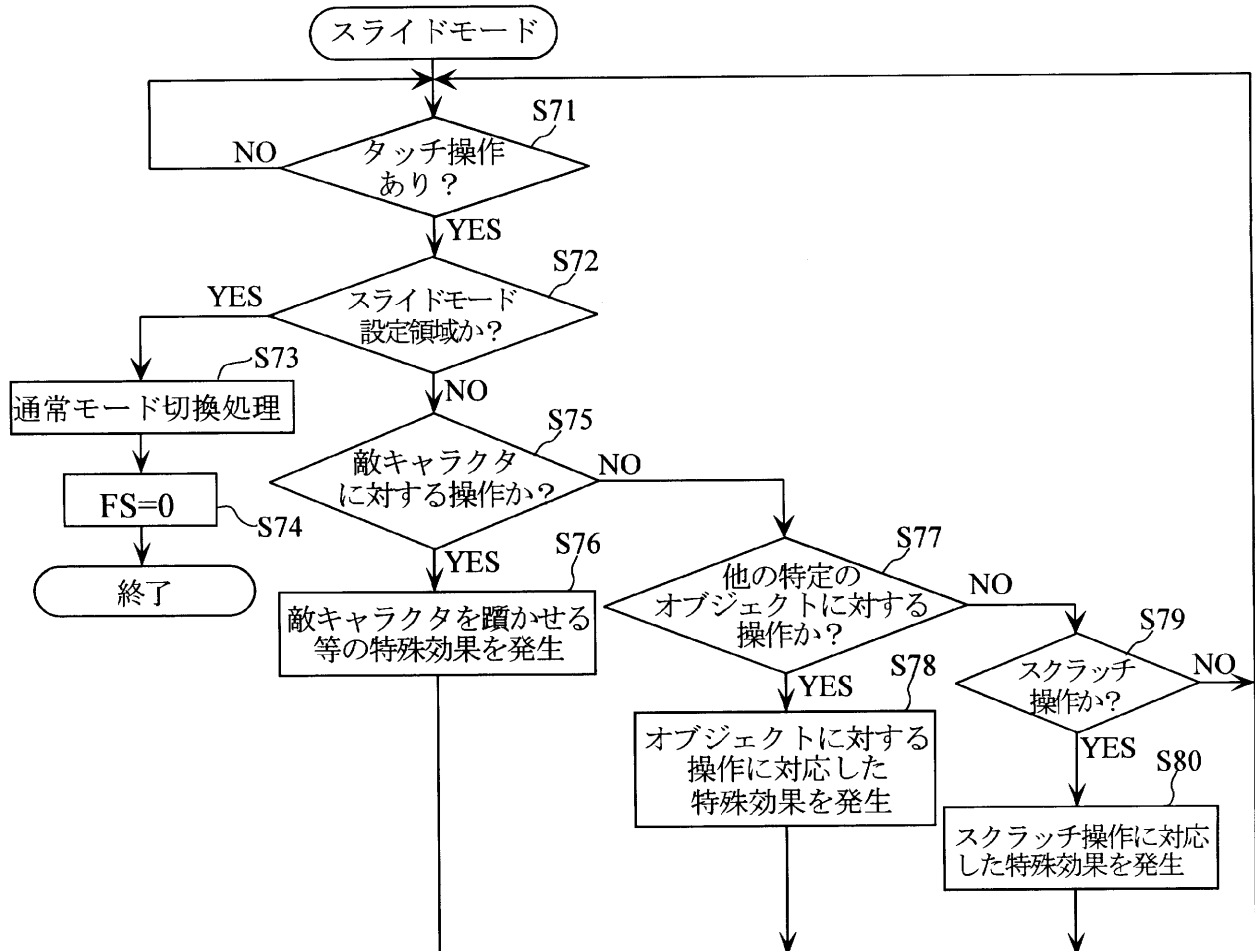 スライドモード
S71
NO
タッチ操作
あり?
YES
S72
YES
スライドモード
設定領域か?
S73
NO
通常モード切換処理
S75
敵キャラクタ
に対する操作か?
NO
FS=0
S74
YES
S76
S77
終了
他の特定の
オブジェクトに対する
操作か?
NO
敵キャラクタを躓かせる
等の特殊効果を発生
S79
YES
S78
スクラッチ
操作か?
NO
オブジェクトに対する
操作に対応した
特殊効果を発生
YES
S80
スクラッチ操作に対応
した特殊効果を発生